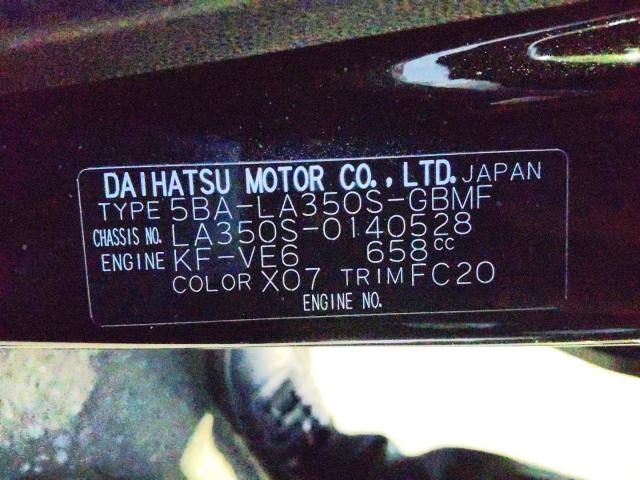 DAIHATSU MOTOR CO., LTD. JAPAN
TYPE 5BA-LA350S-GBMF
CHASSIS NO. LA350S-0140528
ENGINE KF-VE6 658cc
COLOR X07 TRIM FC20
ENGINE NO.